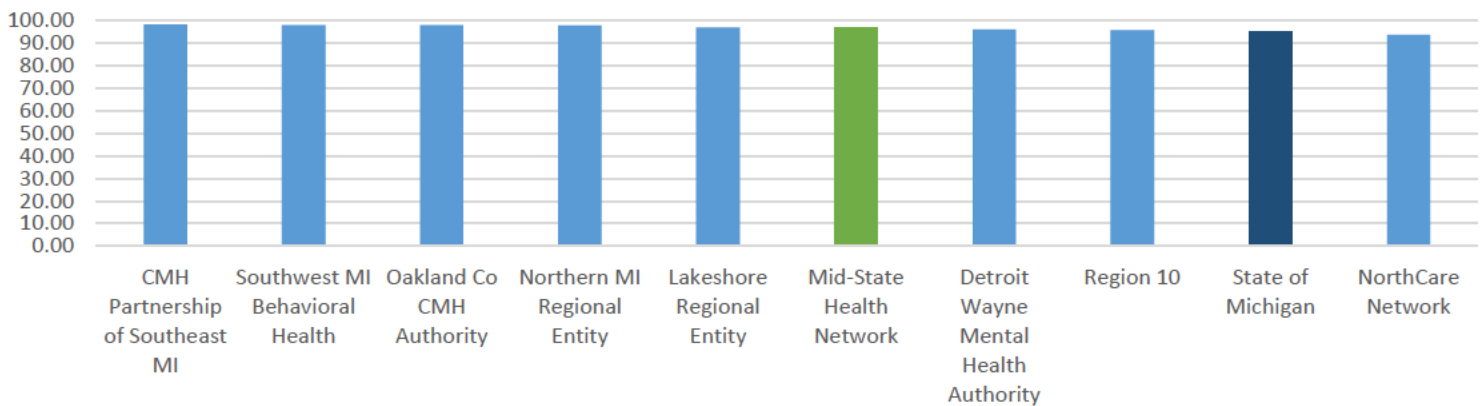 100.00
90.00
80.00
70.00
60.00
50.00
40.00
30.00
20.00
10.00
0.00
CMH
Partnership
of Southeast
MI
Southwest MI
Behavioral
Health
Oakland Co
CMH
Authority
Northern MI
Regional
Entity
Lakeshore
Regional
Entity
Mid-State
Health
Network
Detroit
Wayne
Mental
Health
Authority
Region 10
State of
Michigan
NorthCare
Network